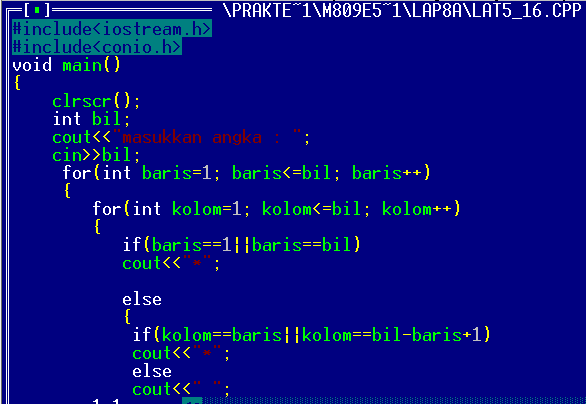 [▪] \PRAKTE~1\M809E5~1\LAP8A\LAT5_16.CPP
#include<iostream.h>
#include<conio.h>
void main()
{
clrscr();
int bil;
cout<<"masukkan angka : ";
cin>>bil;
for(int baris=1; baris<=bil; baris++)
{
for(int kolom=1; kolom<=bil; kolom++)
{
if(baris==1||baris==bil)
cout<<"*";
else
{
if(kolom==baris||kolom==bil-baris+1)
cout<<"*";
else
cout<<" ";